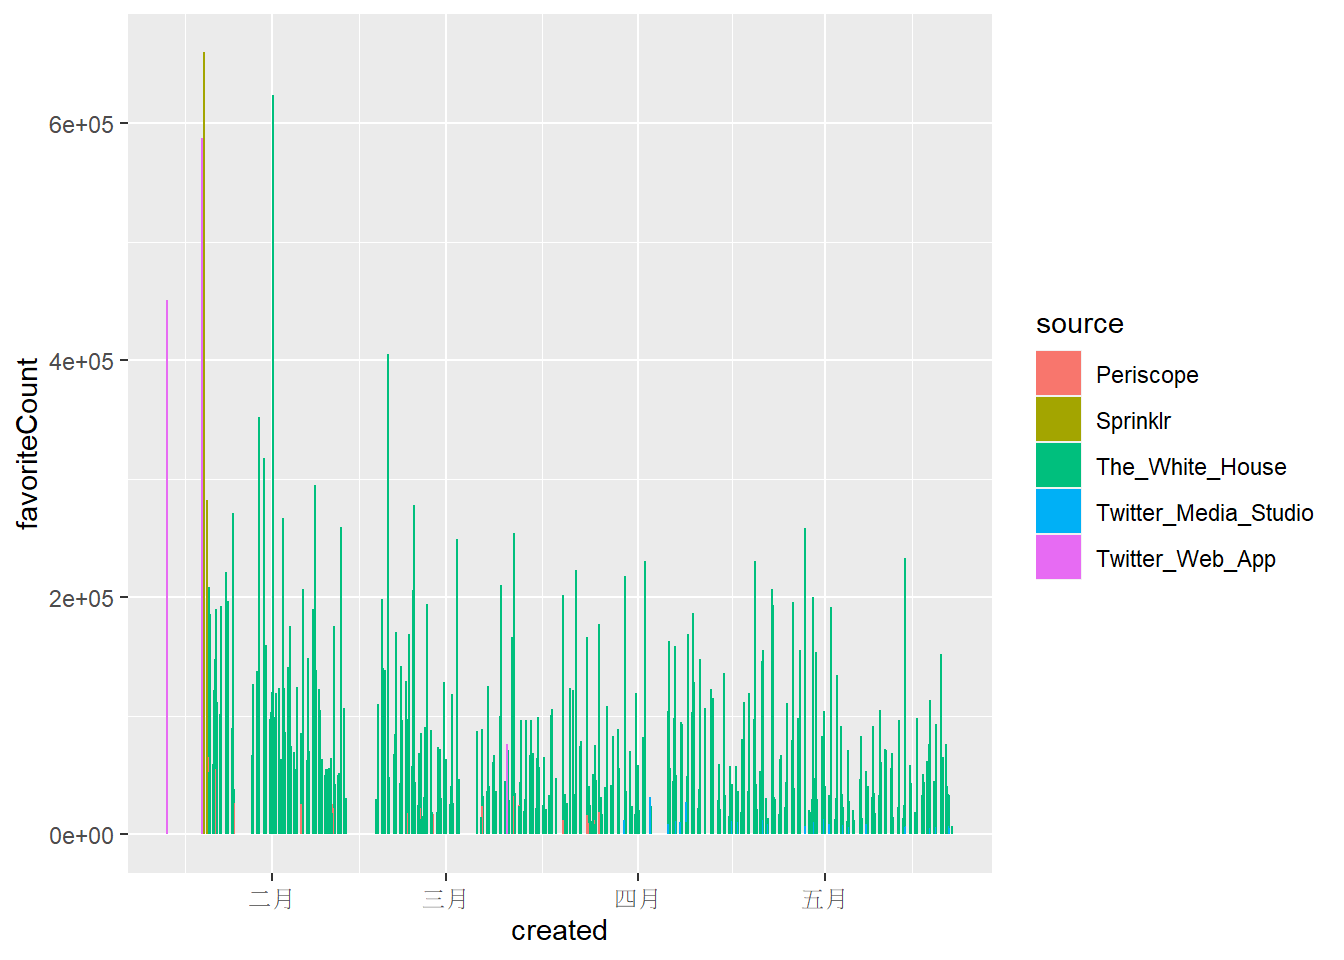 6e+05
4e+05
2e+05
0e+00
favoriteCount
二月
三月
四月
五月
created
source
Periscope
Sprinklr
The_White_House
Twitter_Media_Studio
Twitter_Web_App